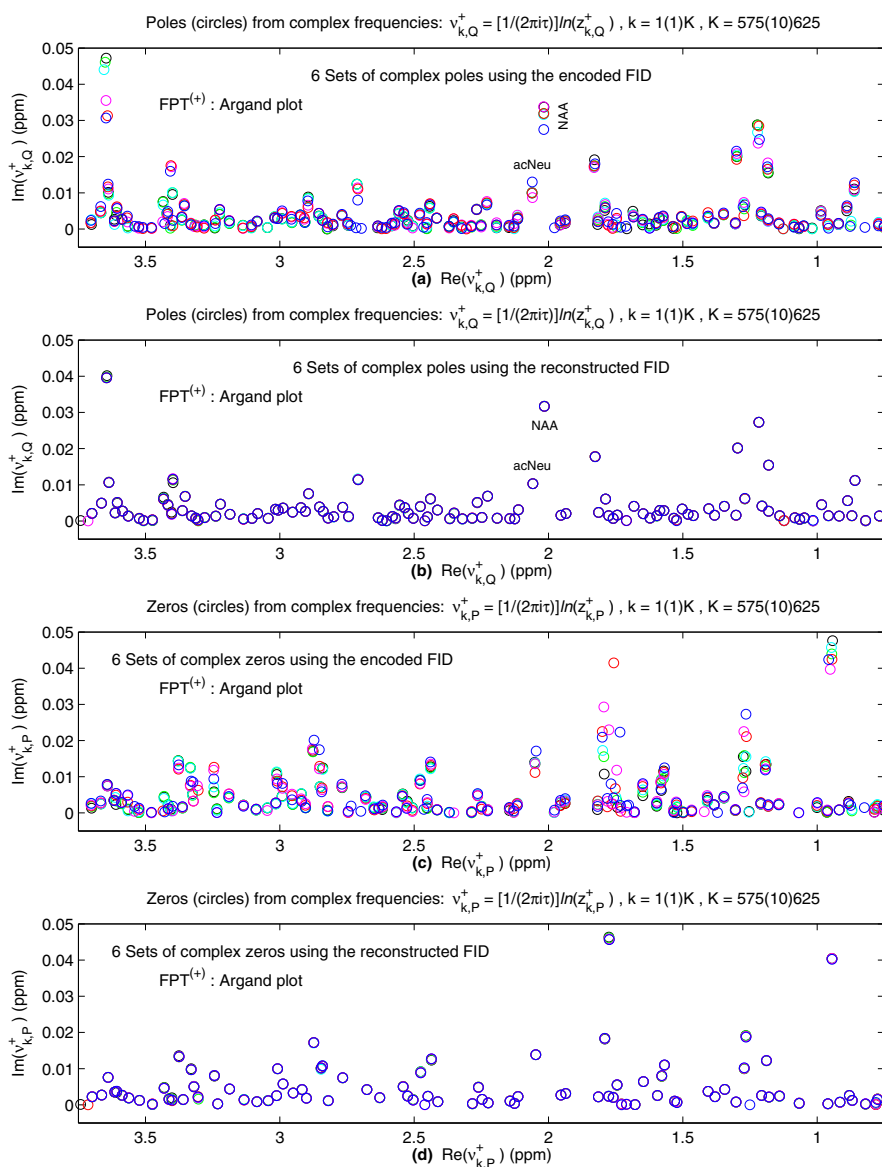 Poles (circles) from complex frequencies: ν⁺k,Q = [1/(2πiτ)]ln(z⁺k,Q) , k = 1(1)K , K = 575(10)625
6 Sets of complex poles using the encoded FID
FPT(+) : Argand plot
NAA
NAA
acNeu
Im(ν⁺k,Q) (ppm)
0.05
0.04
0.03
0.02
0.01
0
3.5
3
2.5
2
1.5
1
(a) Re(ν⁺k,Q) (ppm)
Poles (circles) from complex frequencies: ν⁺k,Q = [1/(2πiτ)]ln(z⁺k,Q) , k = 1(1)K , K = 575(10)625
6 Sets of complex poles using the reconstructed FID
FPT(+) : Argand plot
NAA
acNeu
Im(ν⁺k,Q) (ppm)
0.05
0.04
0.03
0.02
0.01
0
3.5
3
2.5
2
1.5
1
(b) Re(ν⁺k,Q) (ppm)
Zeros (circles) from complex frequencies: ν⁺k,P = [1/(2πiτ)]ln(z⁺k,P) , k = 1(1)K , K = 575(10)625
6 Sets of complex zeros using the encoded FID
FPT(+) : Argand plot
Im(ν⁺k,P) (ppm)
0.05
0.04
0.03
0.02
0.01
0
3.5
3
2.5
2
1.5
1
(c) Re(ν⁺k,P) (ppm)
Zeros (circles) from complex frequencies: ν⁺k,P = [1/(2πiτ)]ln(z⁺k,P) , k = 1(1)K , K = 575(10)625
6 Sets of complex zeros using the reconstructed FID
FPT(+) : Argand plot
Im(ν⁺k,P) (ppm)
0.05
0.04
0.03
0.02
0.01
0
3.5
3
2.5
2
1.5
1
(d) Re(ν⁺k,P) (ppm)